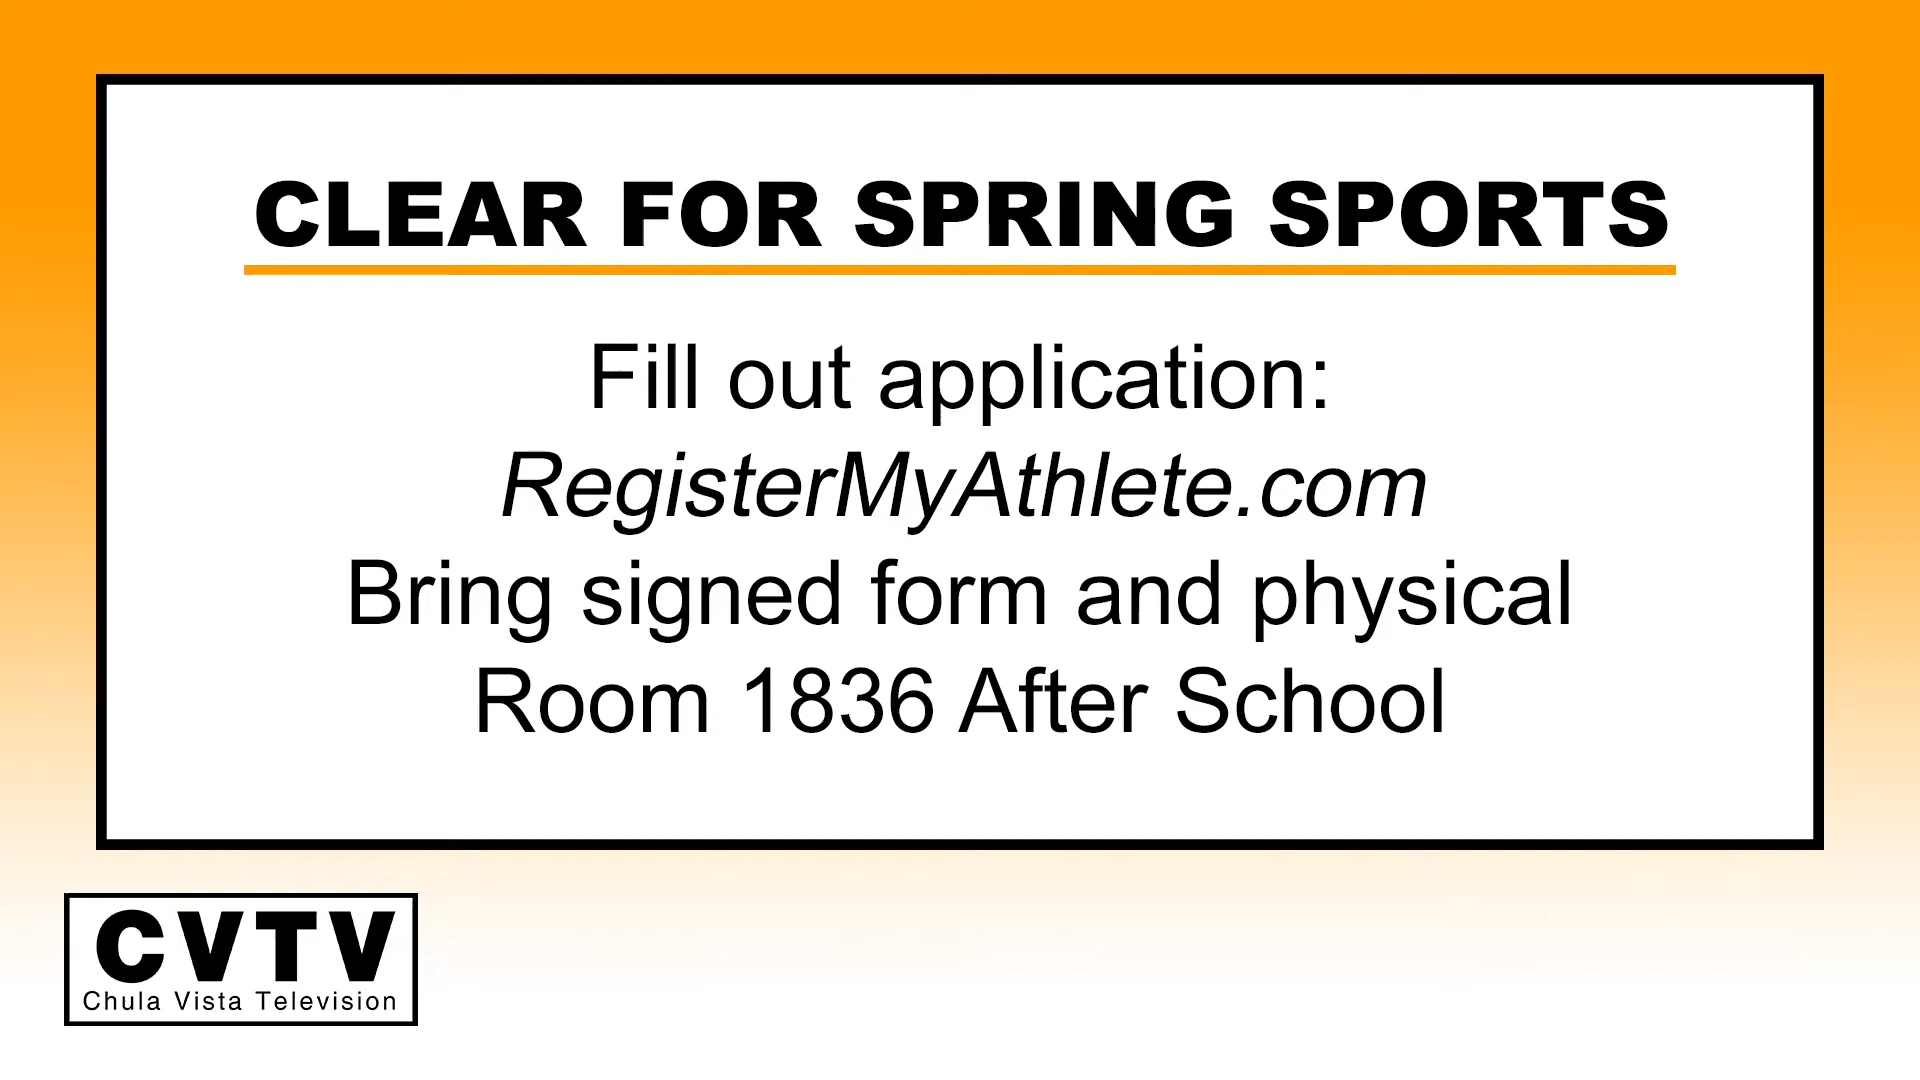 CLEAR FOR SPRING SPORTS
Fill out application:
RegisterMyAthlete.com
Bring signed form and physical
Room 1836 After School
CVTV
Chula Vista Television